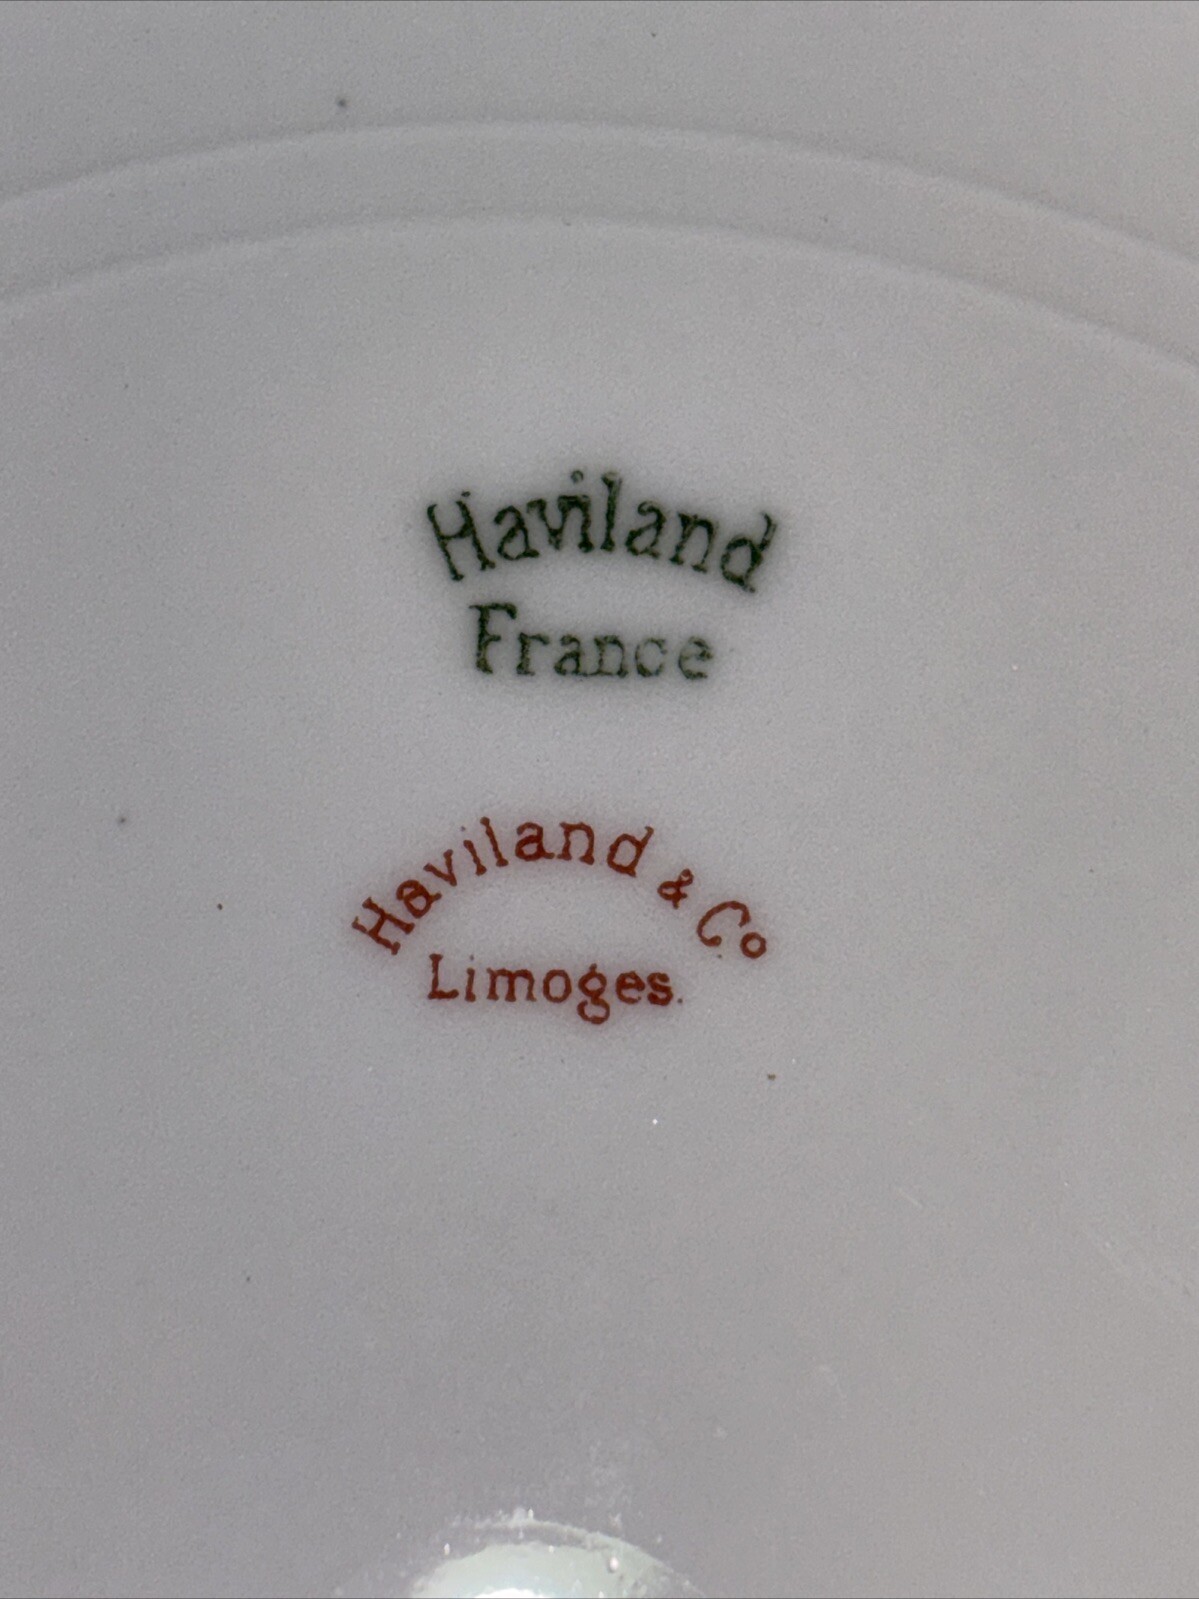 Haviland
France
Haviland & Co
Limoges.